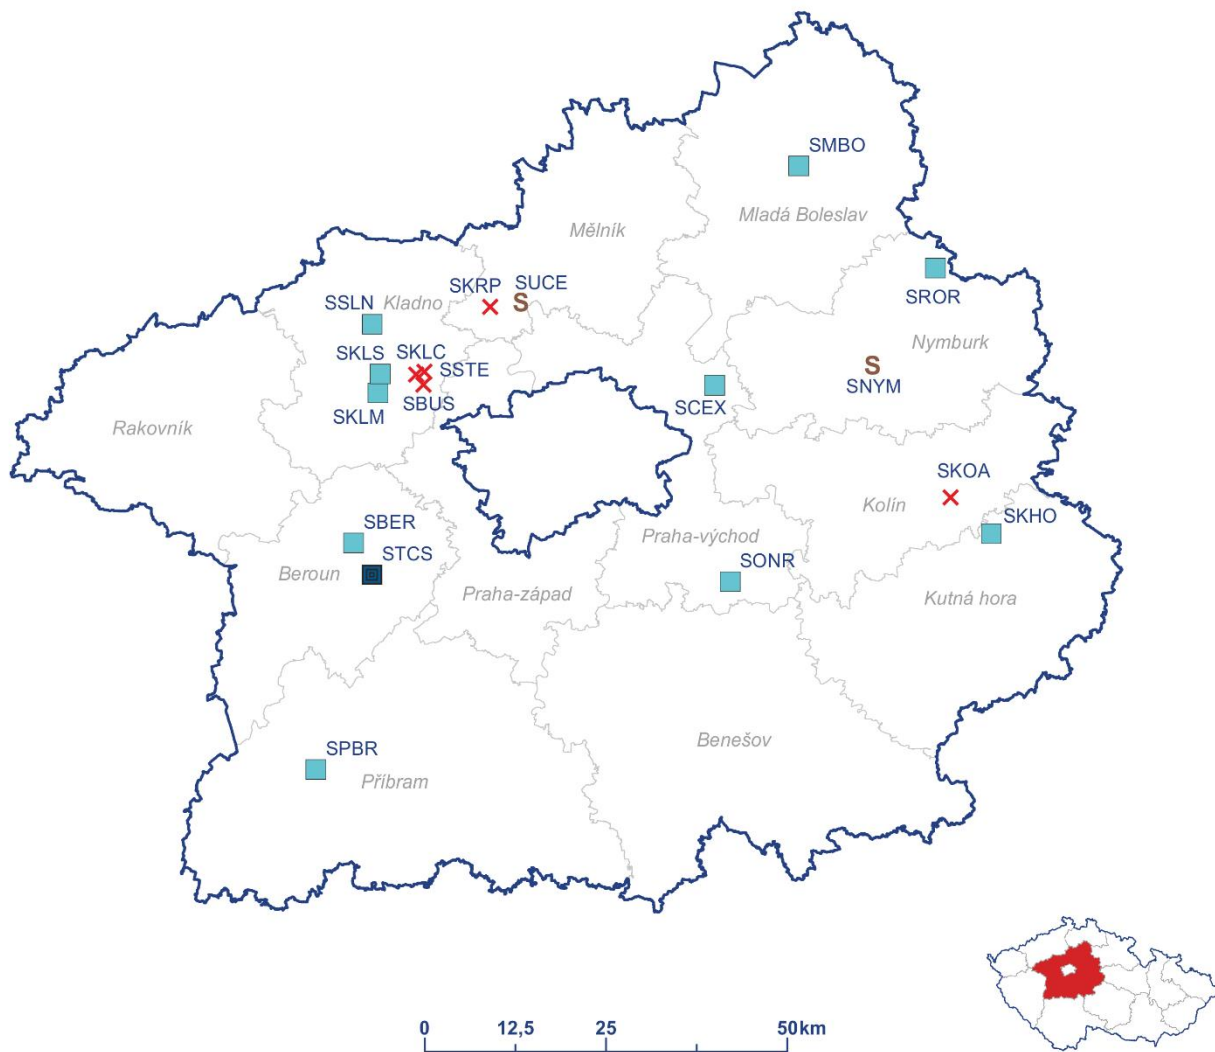 SMBO
Mladá Boleslav
Mělník
SROR
SKRP
SUCE
S
SSLN
Kladno
Nymburk
SKLS
SKLC
SSTE
S
SNYM
SKLM
SBUS
SCEX
Rakovník
SKOA
Kolín
SKHO
SBER
Praha-východ
STCS
SONR
Beroun
Praha-západ
Kutná hora
Benešov
SPBR
Příbram
0 12,5 25 50km